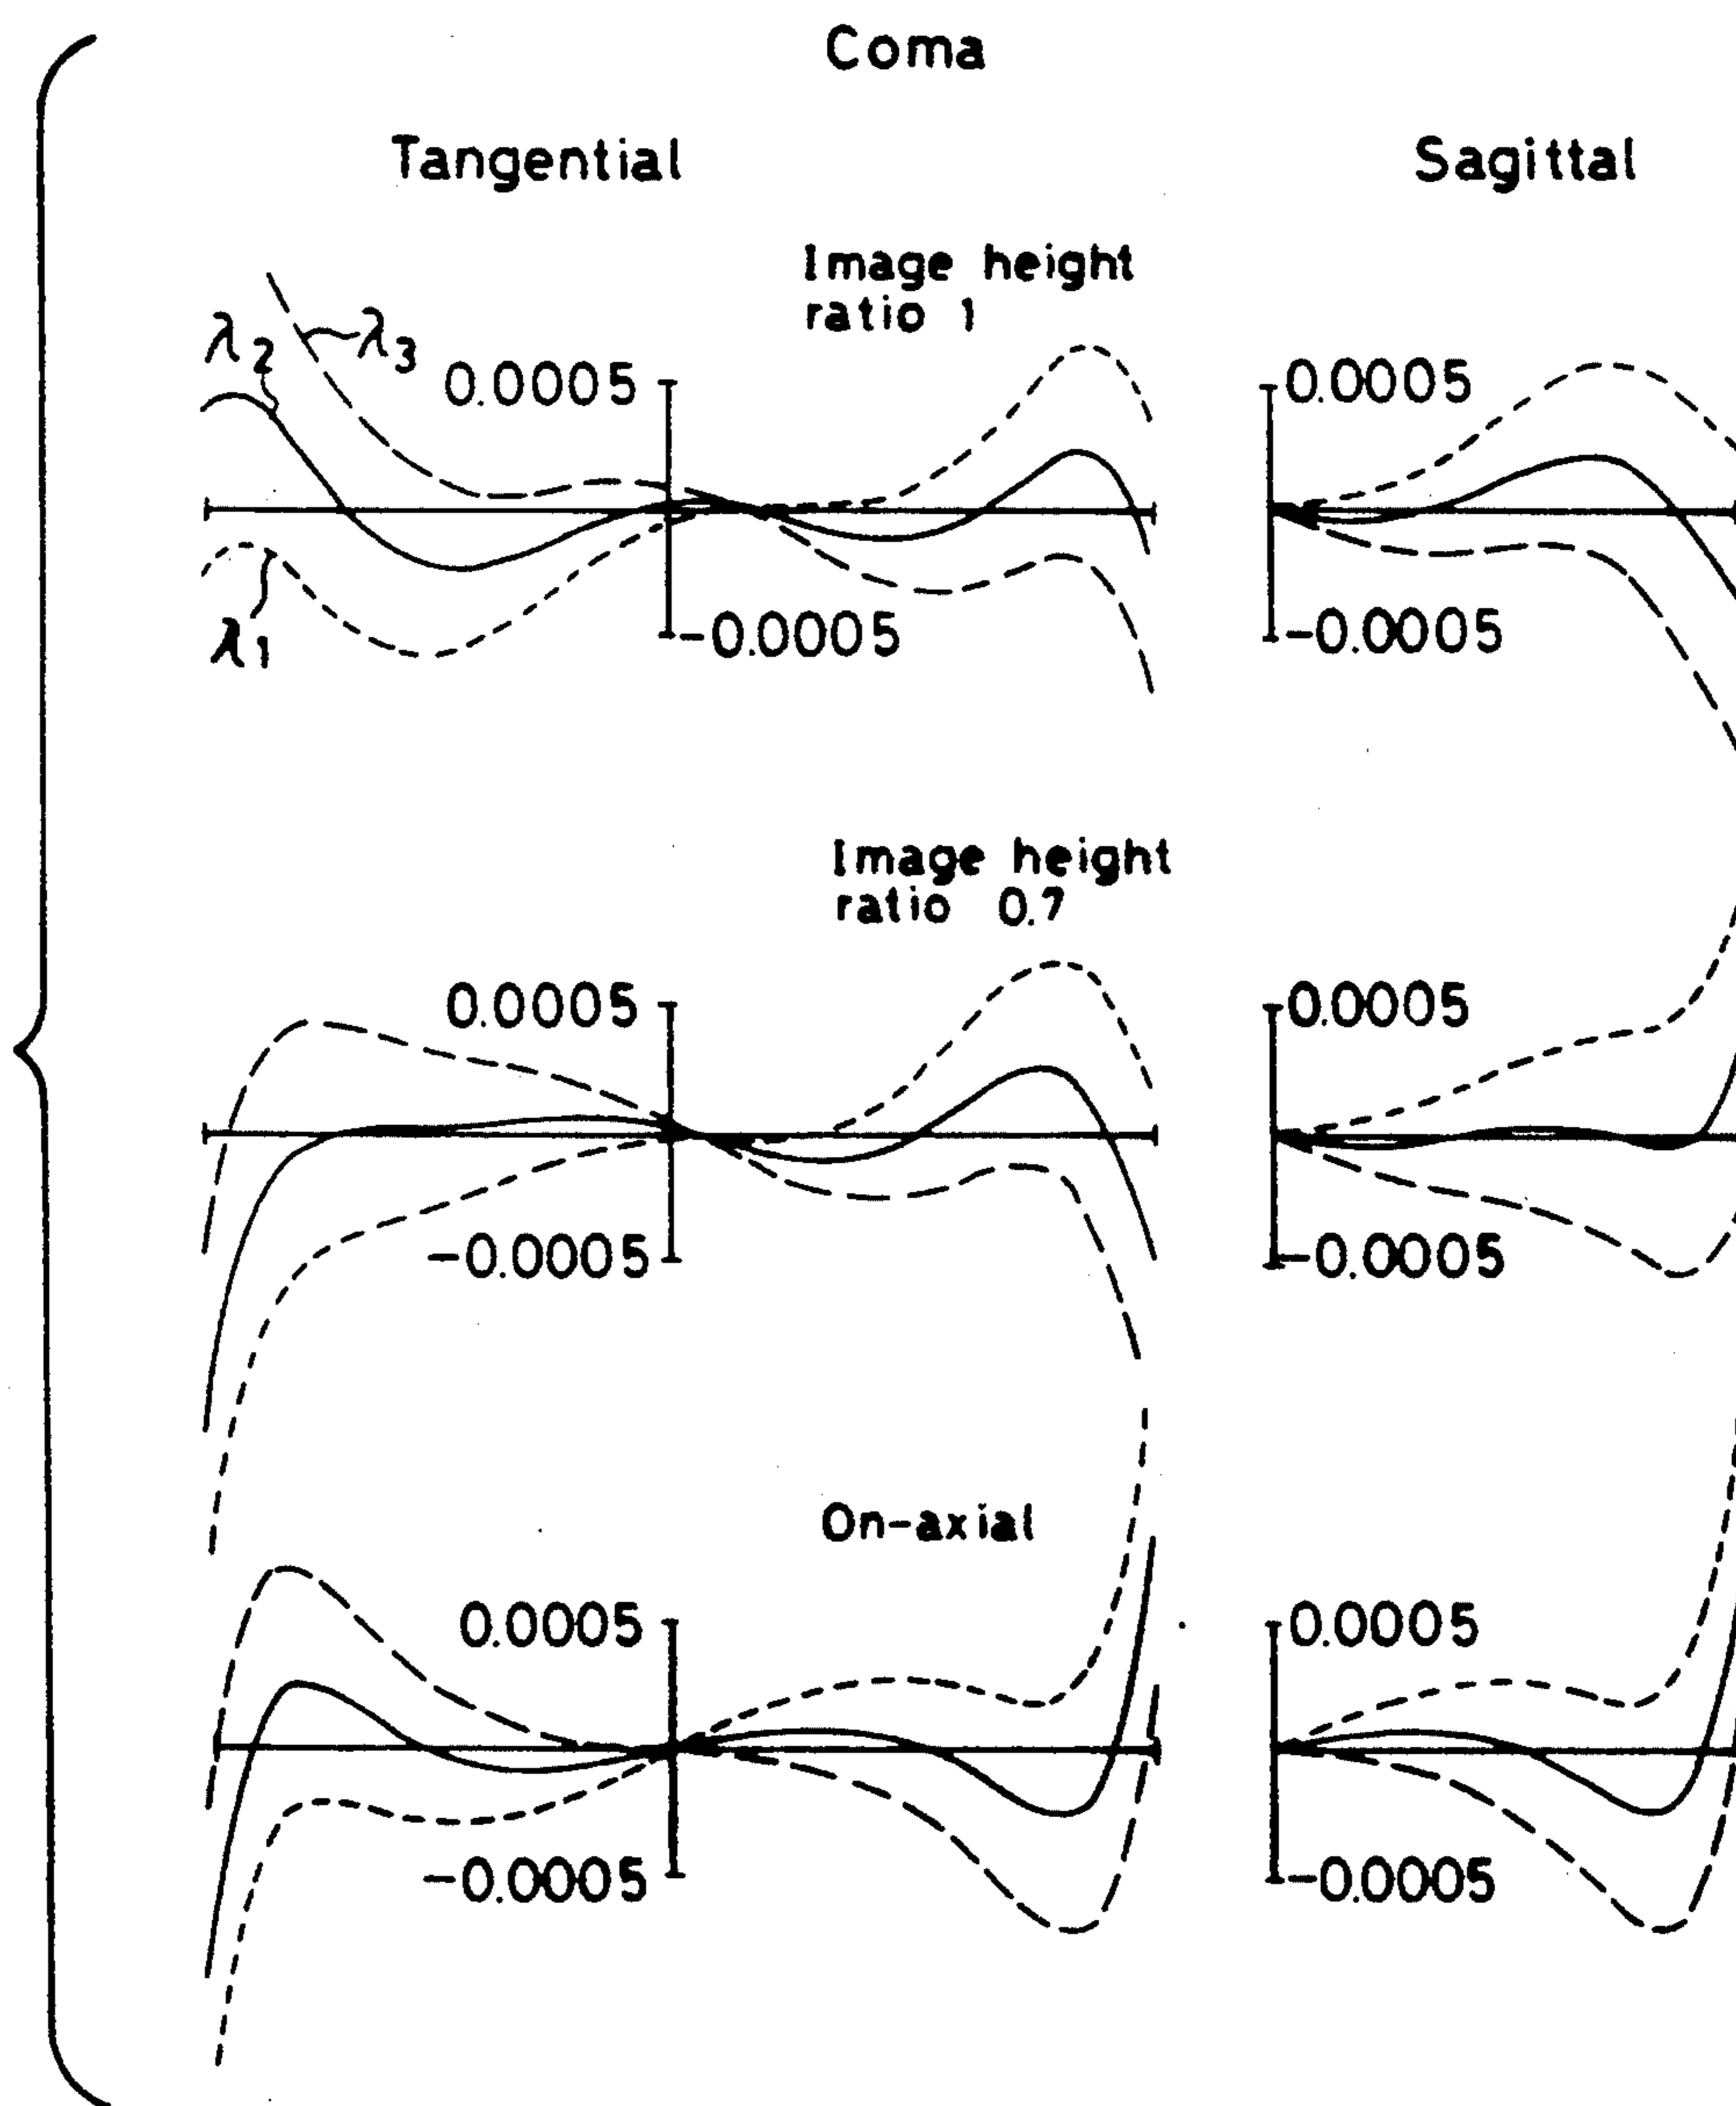 Coma
Tangential
Sagittal
Image height
ratio 1
λ2
λ3
0.0005
0.0005
λ1
-0.0005
-0.0005
Image height
ratio 0.7
0.0005
0.0005
-0.0005
-0.0005
On-axial
0.0005
0.0005
-0.0005
-0.0005